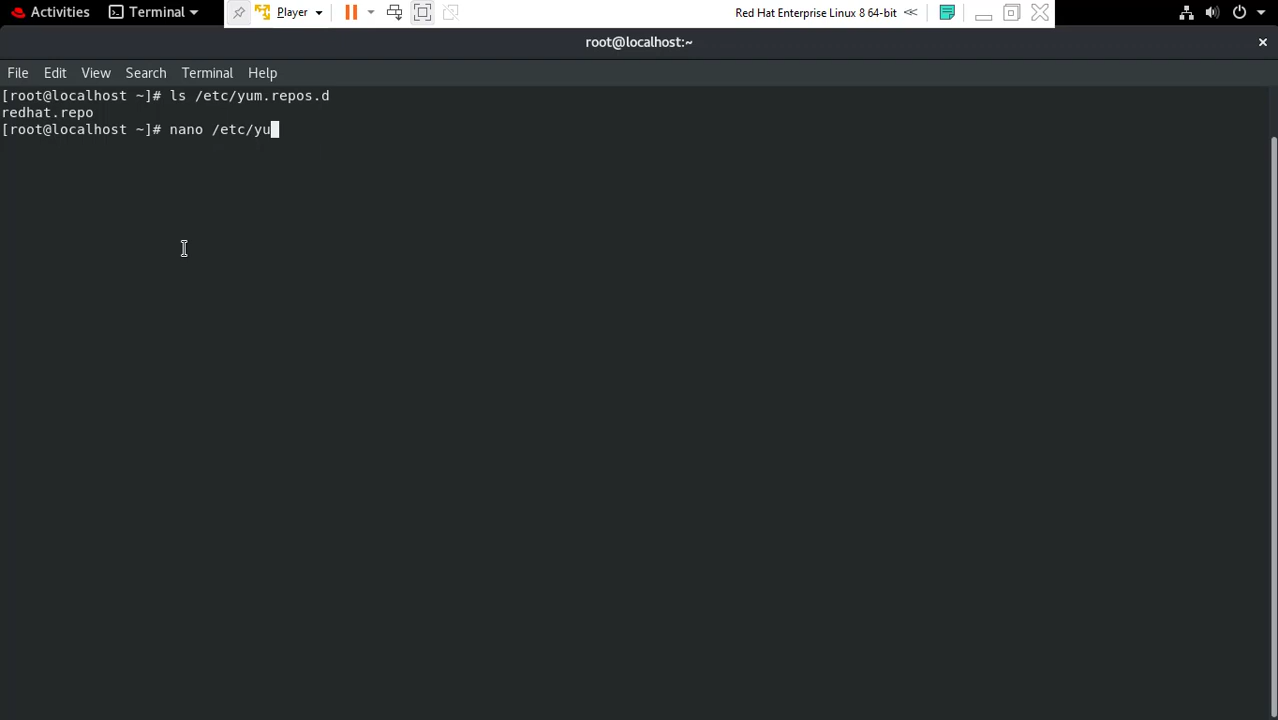 Activities Terminal Player Red Hat Enterprise Linux 8 64-bit
root@localhost:~
File Edit View Search Terminal Help
[root@localhost ~]# ls /etc/yum.repos.d
redhat.repo
[root@localhost ~]# nano /etc/yu